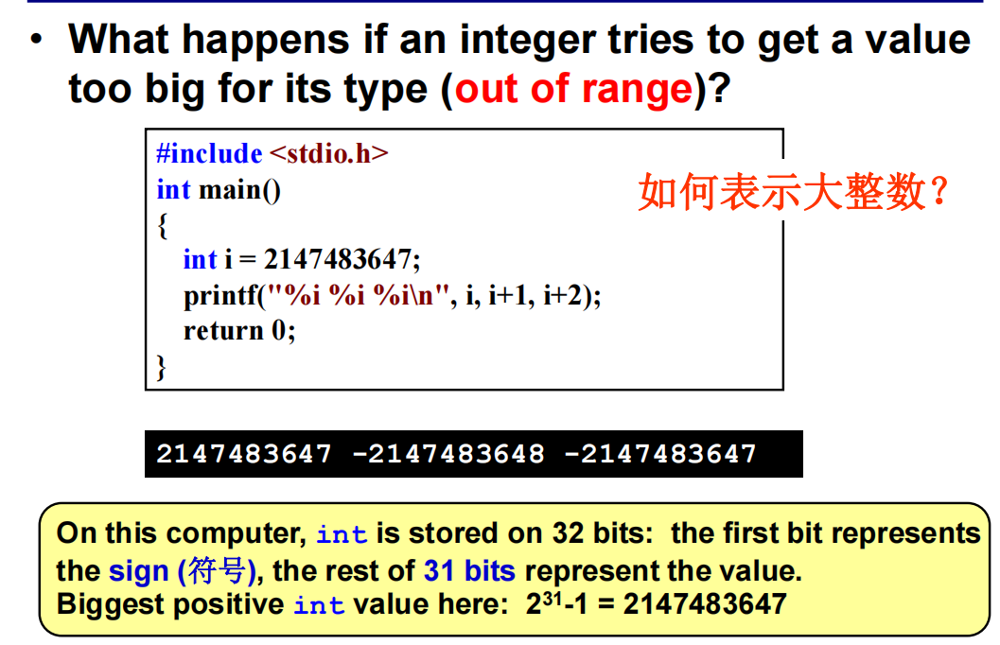 • What happens if an integer tries to get a value
too big for its type (out of range)?
#include <stdio.h>
int main()
如何表示大整数？
{
int i = 2147483647;
printf("%i %i %i\n", i, i+1, i+2);
return 0;
}
2147483647 -2147483648 -2147483647
On this computer, int is stored on 32 bits: the first bit represents
the sign (符号), the rest of 31 bits represent the value.
Biggest positive int value here: 2³¹-1 = 2147483647